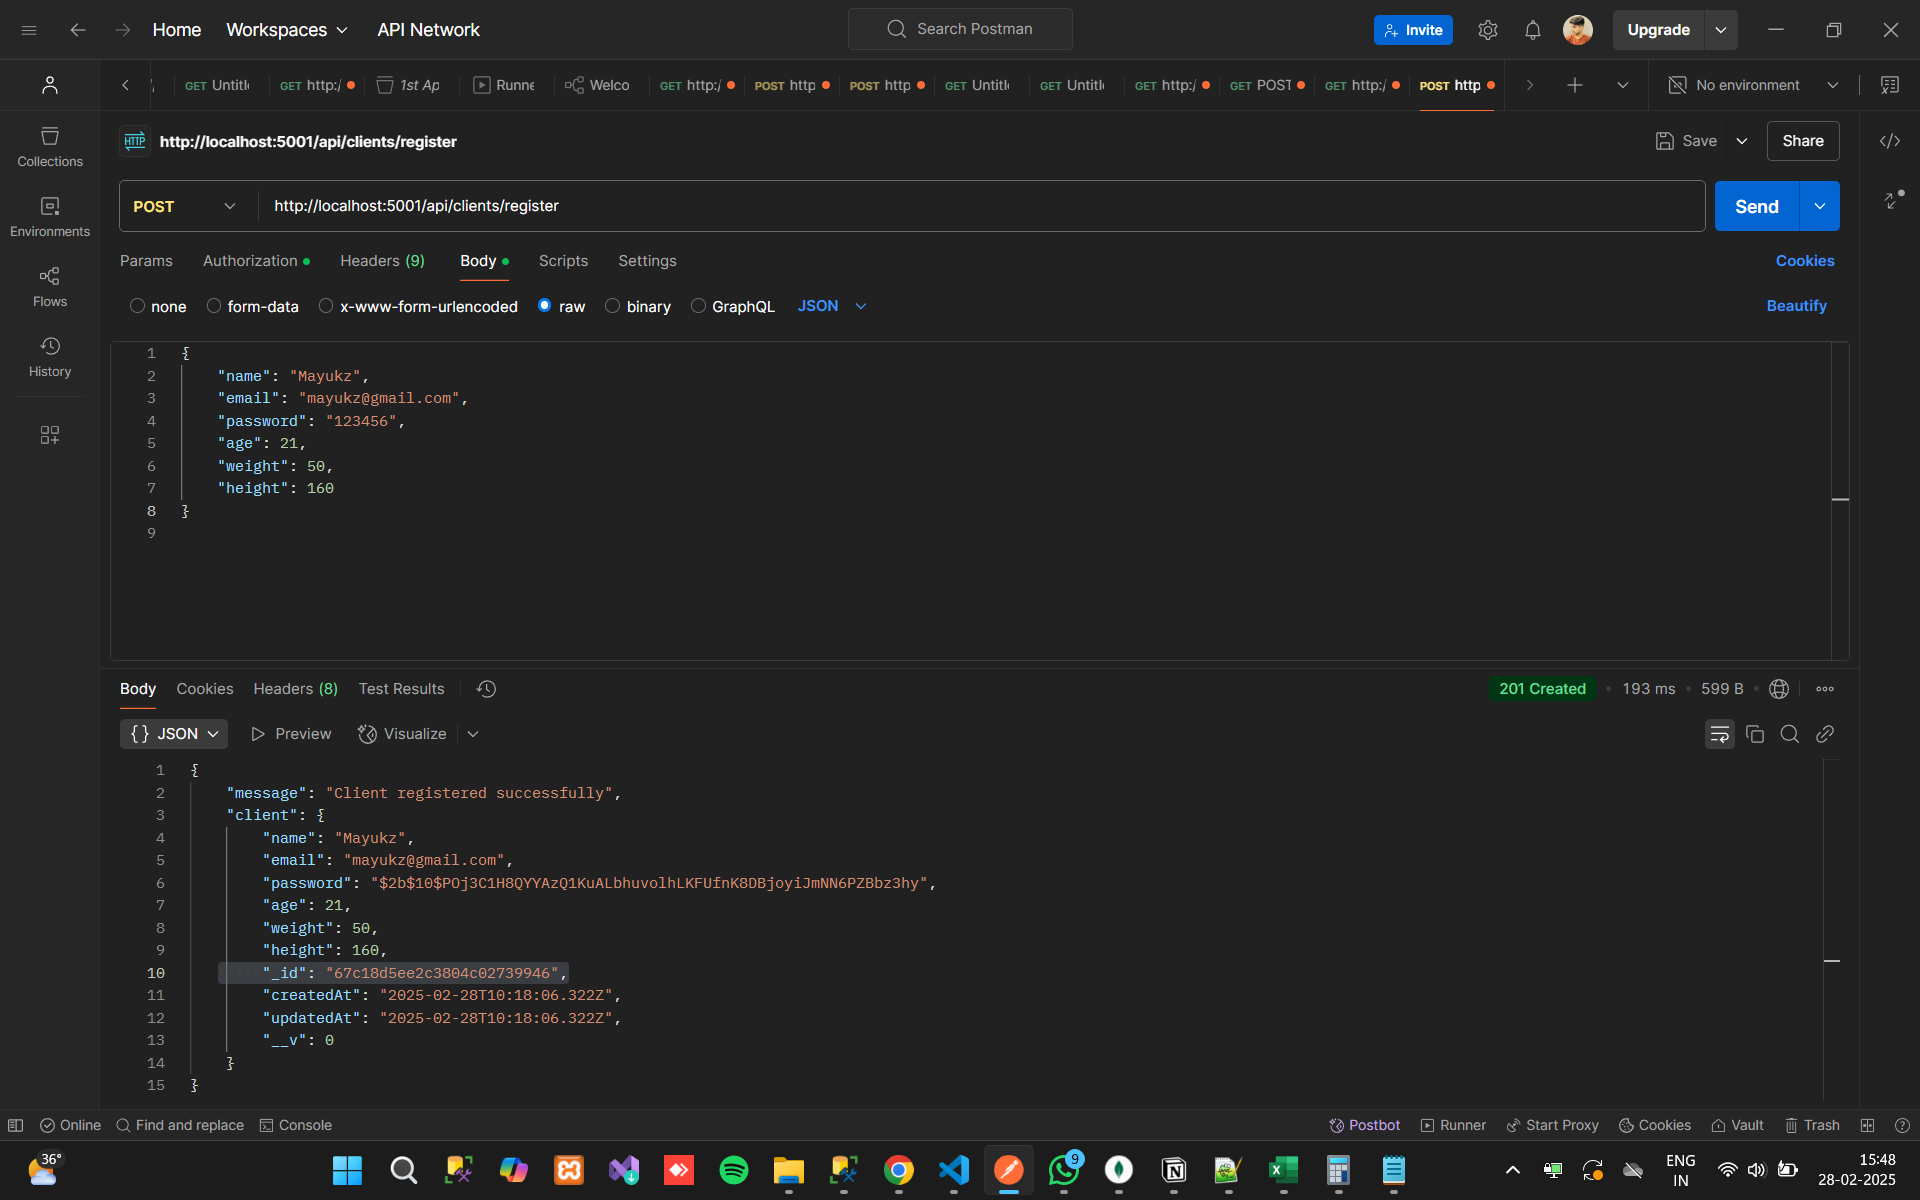 Home Workspaces API Network Search Postman Invite Upgrade
GET Untitl GET http:/ 1st Ap Runne Welco GET http:/ POST http POST http GET Untitl GET Untitl GET http:/ GET POST GET http:/ POST http No environment
HTTP http://localhost:5001/api/clients/register Save Share
Collections
Environments
Flows
History
POST http://localhost:5001/api/clients/register Send
Params Authorization Headers (9) Body Scripts Settings Cookies
none form-data x-www-form-urlencoded raw binary GraphQL JSON Beautify
1 {
2 "name": "Mayukz",
3 "email": "mayukz@gmail.com",
4 "password": "123456",
5 "age": 21,
6 "weight": 50,
7 "height": 160
8 }
9
Body Cookies Headers (8) Test Results 201 Created • 193 ms • 599 B
{} JSON Preview Visualize
1 {
2 "message": "Client registered successfully",
3 "client": {
4 "name": "Mayukz",
5 "email": "mayukz@gmail.com",
6 "password": "$2b$10$POj3C1H8QYYAzQ1KuALbhuvolhLKFUfnK8DBjoyiJmNN6PZBbz3hy",
7 "age": 21,
8 "weight": 50,
9 "height": 160,
10 "_id": "67c18d5ee2c3804c02739946",
11 "createdAt": "2025-02-28T10:18:06.322Z",
12 "updatedAt": "2025-02-28T10:18:06.322Z",
13 "__v": 0
14 }
15 }
Online Find and replace Console Postbot Runner Start Proxy Cookies Vault Trash
36° 9 ENG IN 15:48
28-02-2025